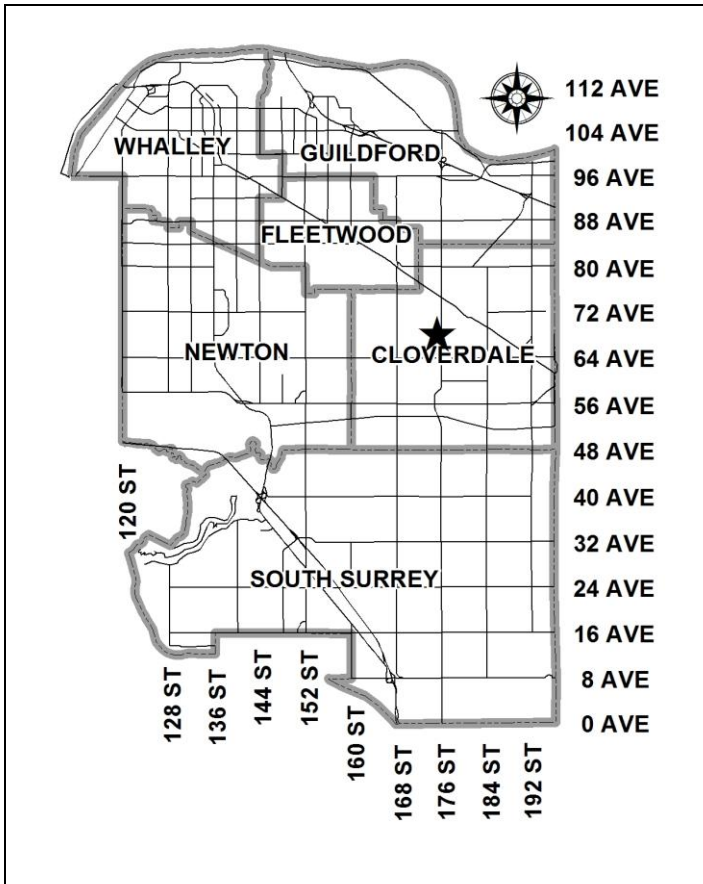 112 AVE
104 AVE
WHALLEY
GUILDFORD
96 AVE
88 AVE
FLEETWOOD
80 AVE
72 AVE
NEWTON
CLOVERDALE
64 AVE
56 AVE
48 AVE
120 ST
40 AVE
32 AVE
SOUTH SURREY
24 AVE
16 AVE
128 ST
136 ST
144 ST
152 ST
160 ST
168 ST
176 ST
184 ST
192 ST
8 AVE
0 AVE